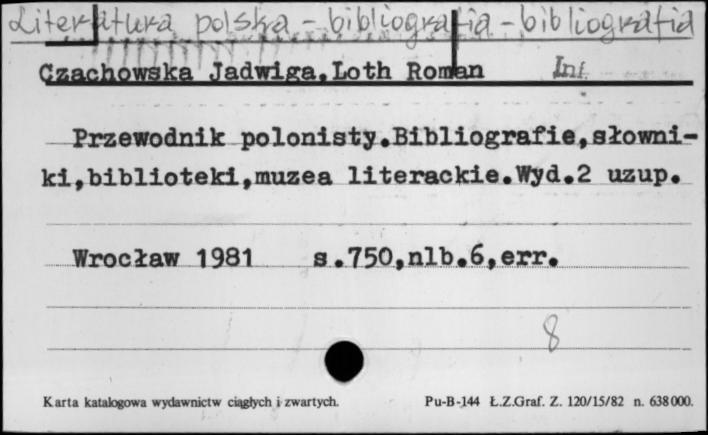 Literatura polska - bibliografia - bibliografia
Czachowska Jadwiga,Loth Roman Inf.
Przewodnik polonisty.Bibliografie,słowni-
ki,biblioteki,muzea literackie.Wyd.2 uzup.
Wrocław 1981 s.750,nlb.6,err.
8
Karta katalogowa wydawnictw ciągłych i zwartych. Pu-B-144 Ł.Z.Graf. Z. 120/15/82 n. 638000.